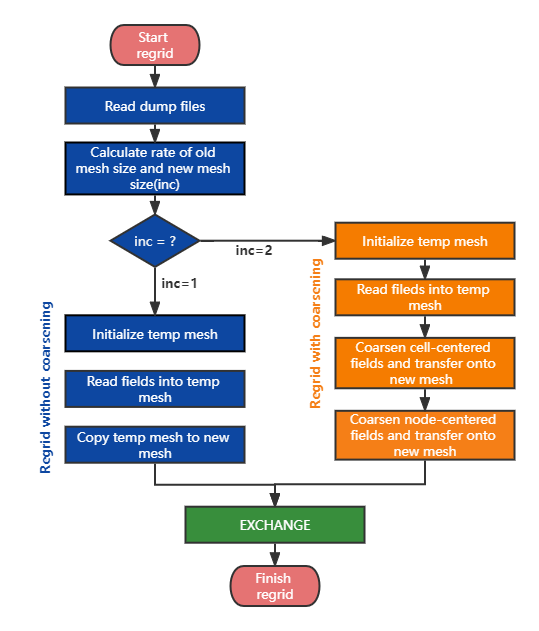 Start
regrid
Read dump files
Calculate rate of old
mesh size and new mesh
size(inc)
inc = ?
inc=2
inc=1
Regrid without coarsening
Initialize temp mesh
Read fields into temp
mesh
Copy temp mesh to new
mesh
Regrid with coarsening
Initialize temp mesh
Read fileds into temp
mesh
Coarsen cell-centered
fields and transfer onto
new mesh
Coarsen node-centered
fields and transfer onto
new mesh
EXCHANGE
Finish
regrid